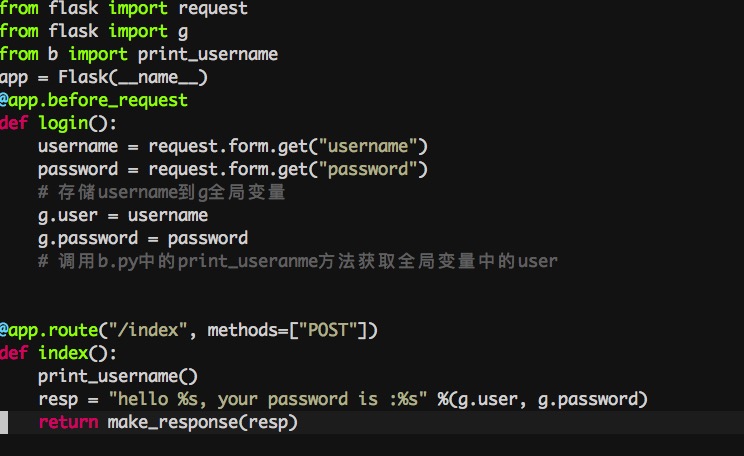 from flask import request
from flask import g
from b import print_username
app = Flask(__name__)
@app.before_request
def login():
    username = request.form.get("username")
    password = request.form.get("password")
    # 存储username到g全局变量
    g.user = username
    g.password = password
    # 调用b.py中的print_useranme方法获取全局变量中的user
@app.route("/index", methods=["POST"])
def index():
    print_username()
    resp = "hello %s, your password is :%s" %(g.user, g.password)
    return make_response(resp)